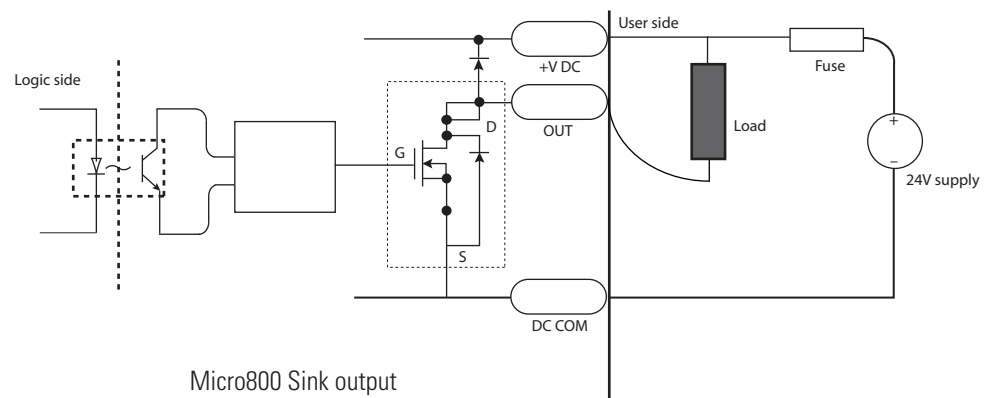 User side
+V DC
Fuse
Logic side
D
OUT
Load
G
+
−
24V supply
S
DC COM
Micro800 Sink output